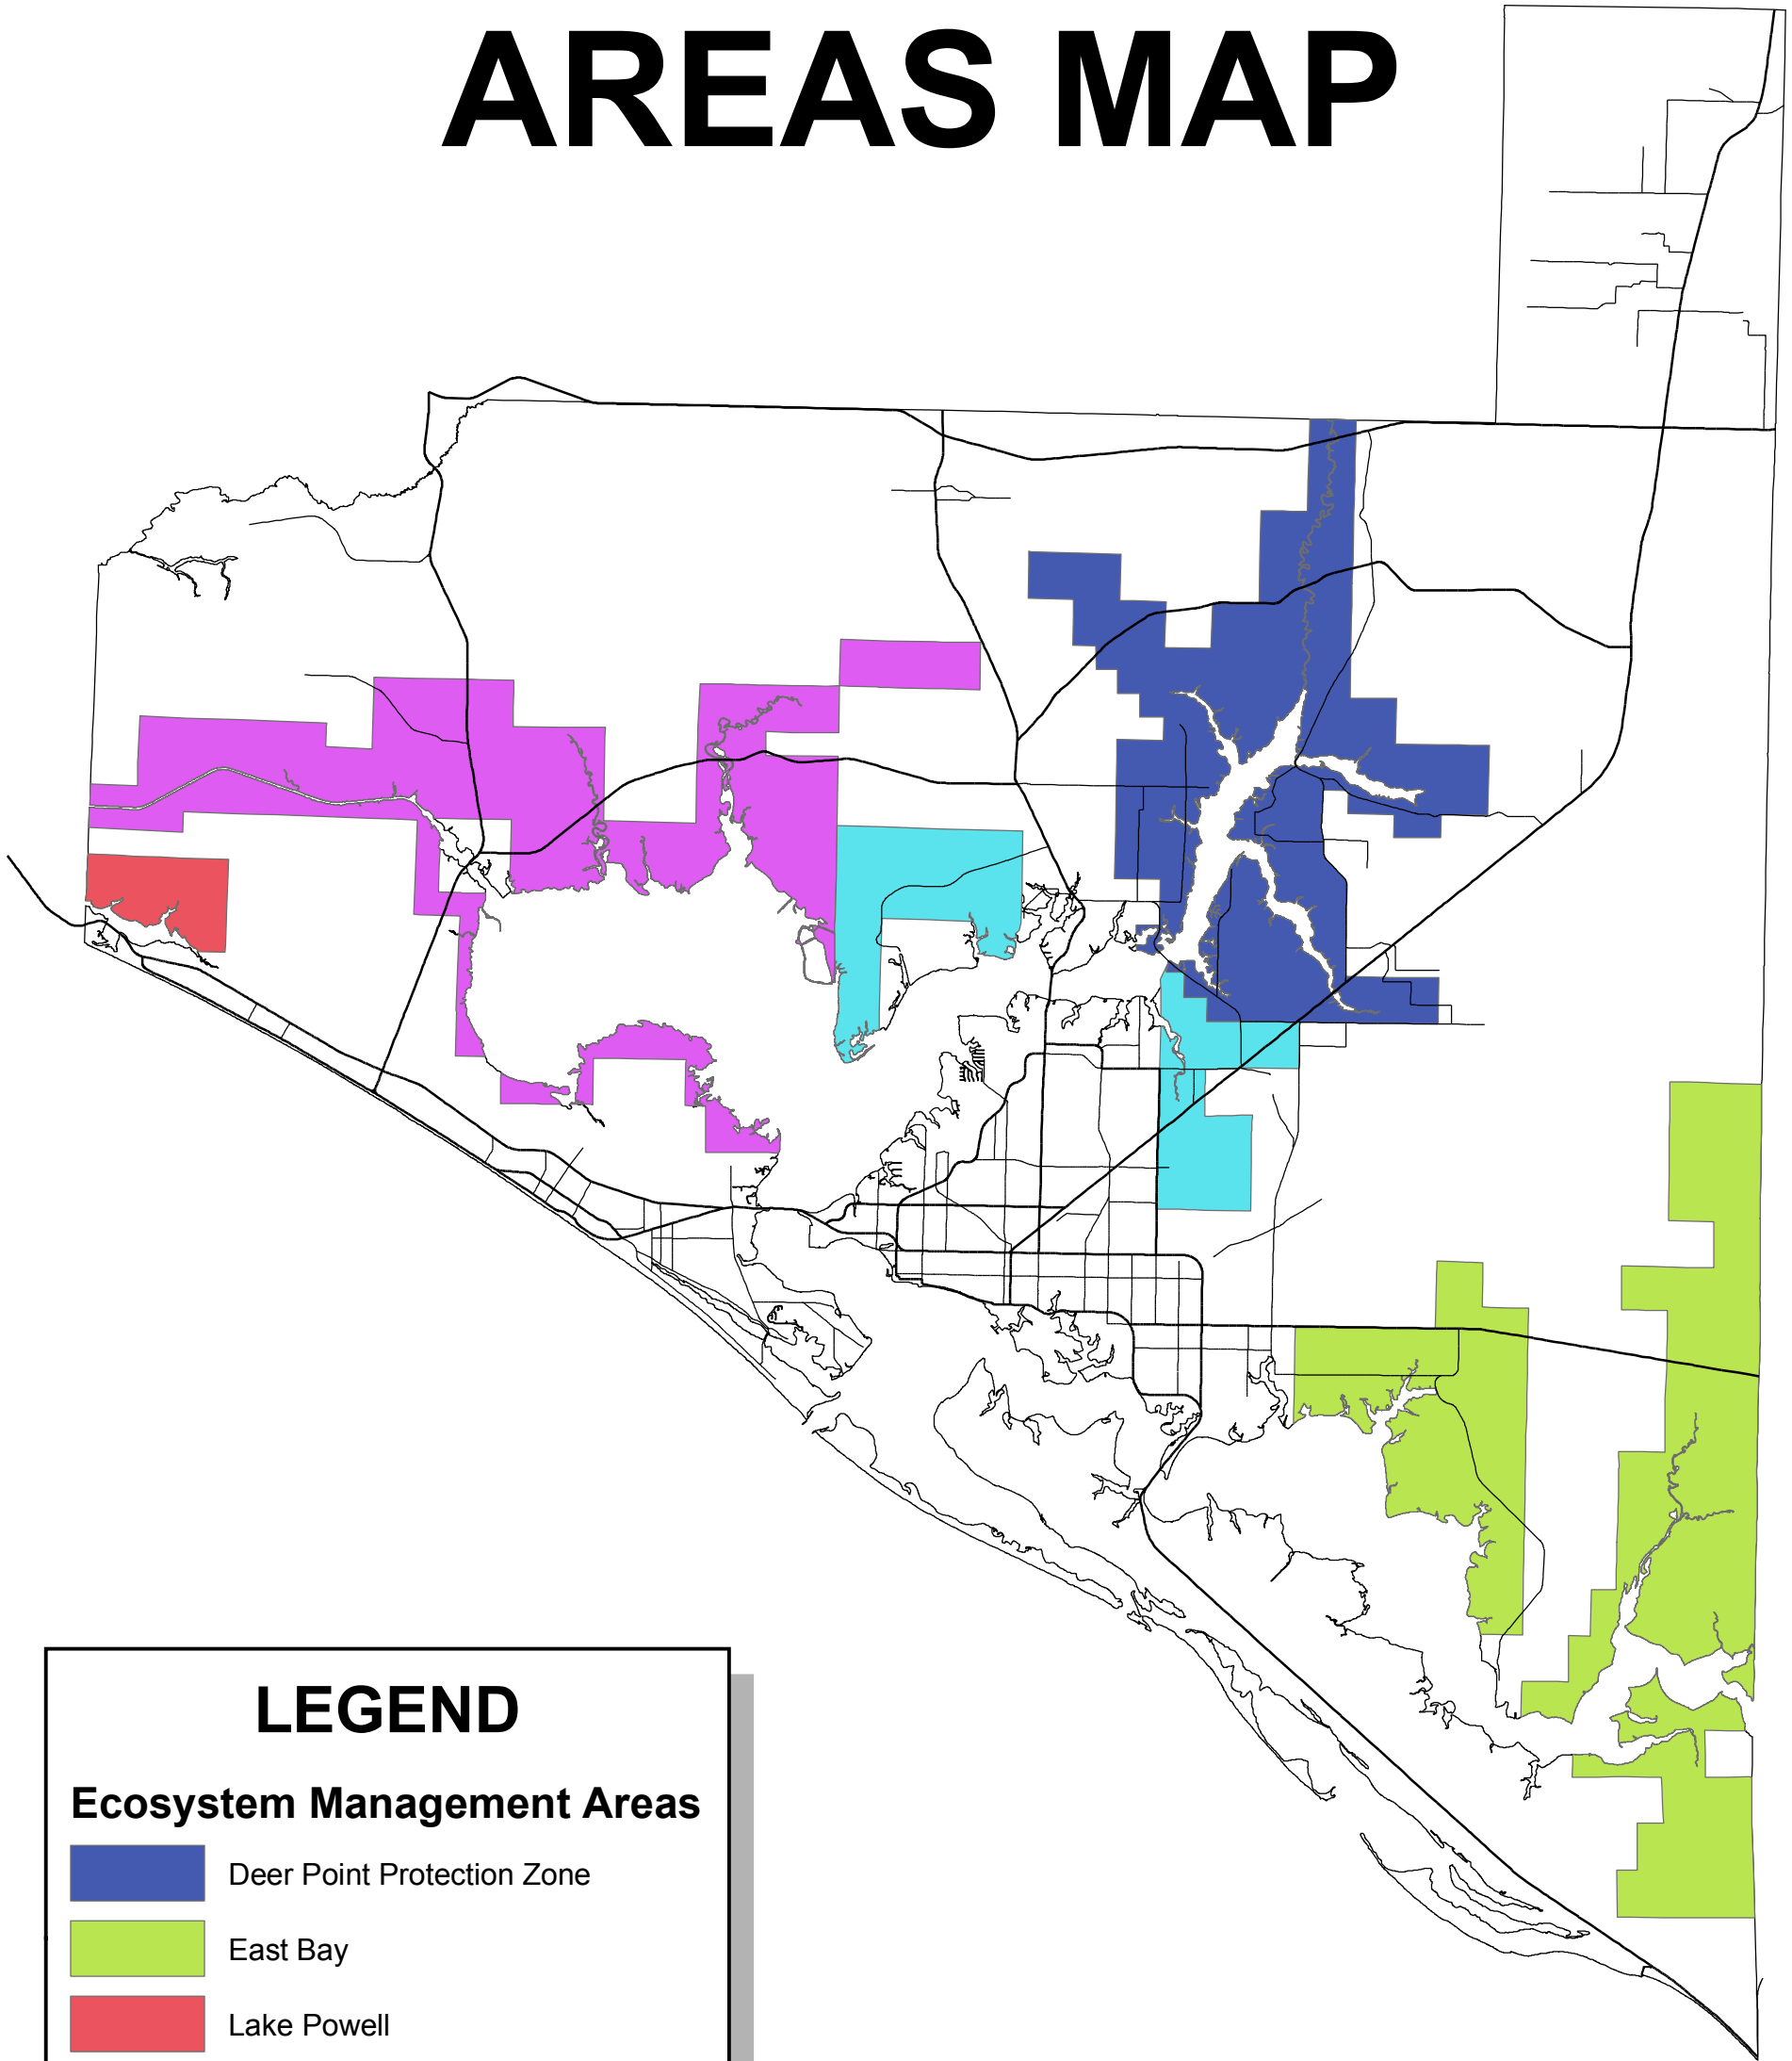 AREAS MAP
LEGEND
Ecosystem Management Areas
Deer Point Protection Zone
East Bay
Lake Powell